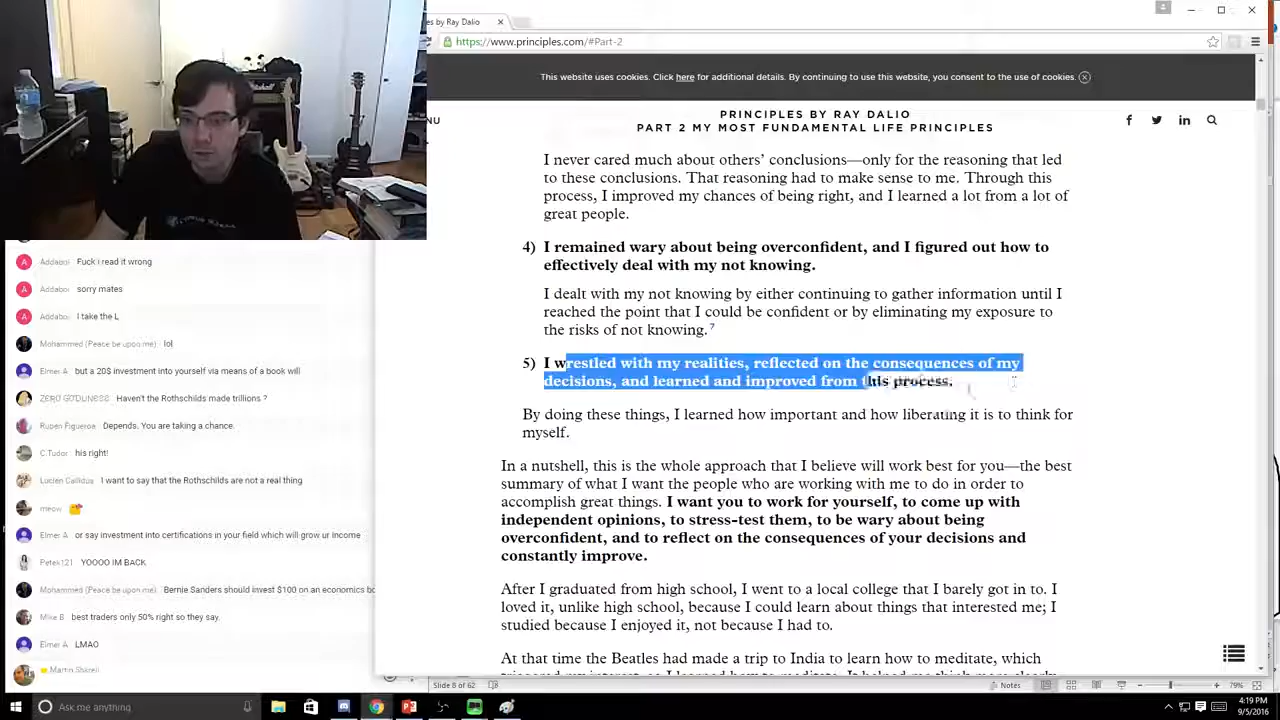 es by Ray Dalio
https://www.principles.com/#Part-2
This website uses cookies. Click here for additional details. By continuing to use this website, you consent to the use of cookies.
NU
PRINCIPLES BY RAY DALIO
PART 2 MY MOST FUNDAMENTAL LIFE PRINCIPLES
I never cared much about others’ conclusions—only for the reasoning that led
to these conclusions. That reasoning had to make sense to me. Through this
process, I improved my chances of being right, and I learned a lot from a lot of
great people.
4) I remained wary about being overconfident, and I figured out how to
effectively deal with my not knowing.
I dealt with my not knowing by either continuing to gather information until I
reached the point that I could be confident or by eliminating my exposure to
the risks of not knowing. 7
5) I wrestled with my realities, reflected on the consequences of my
decisions, and learned and improved from this process.
By doing these things, I learned how important and how liberating it is to think for
myself.
In a nutshell, this is the whole approach that I believe will work best for you—the best
summary of what I want the people who are working with me to do in order to
accomplish great things. I want you to work for yourself, to come up with
independent opinions, to stress-test them, to be wary about being
overconfident, and to reflect on the consequences of your decisions and
constantly improve.
After I graduated from high school, I went to a local college that I barely got in to. I
loved it, unlike high school, because I could learn about things that interested me; I
studied because I enjoyed it, not because I had to.
At that time the Beatles had made a trip to India to learn how to meditate, which
Addaboi Fuck i read it wrong
Addaboi sorry mates
Addaboi I take the L
Mohammed (Peace be upon me) lol
Elmer A. but a 20$ investment into yourself via means of a book will
ZERO GODLINESS Haven't the Rothschilds made trillions ?
Ruben Figueroa Depends. You are taking a chance.
C.Tudor his right!
Lucien Callidus I want to say that the Rothschilds are not a real thing
meow
Elmer A. or say investment into certifications in your field which will grow ur income
Petek121 YOOOO IM BACK
Mohammed (Peace be upon me) Bernie Sanders should invest $100 on an economics bo
Mike B. best traders only 50% right so they say.
Elmer A. LMAO
Martin Shkreli
Slide 8 of 62
Notes
79%
Ask me anything
4:19 PM
9/5/2016